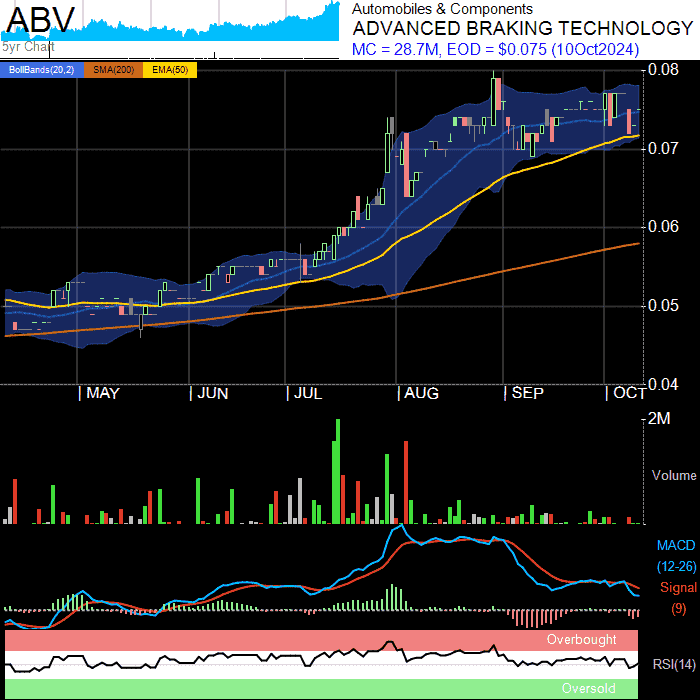 ABV
5yr Chart
Automobiles & Components
ADVANCED BRAKING TECHNOLOGY
MC = 28.7M, EOD = $0.075 (10Oct2024)
BollBands(20,2) SMA(200) EMA(50)
0.08
0.07
0.06
0.05
0.04
| MAY | JUN | JUL | AUG | SEP | OCT
2M
Volume
MACD
(12-26)
Signal
(9)
Overbought
RSI(14)
Oversold